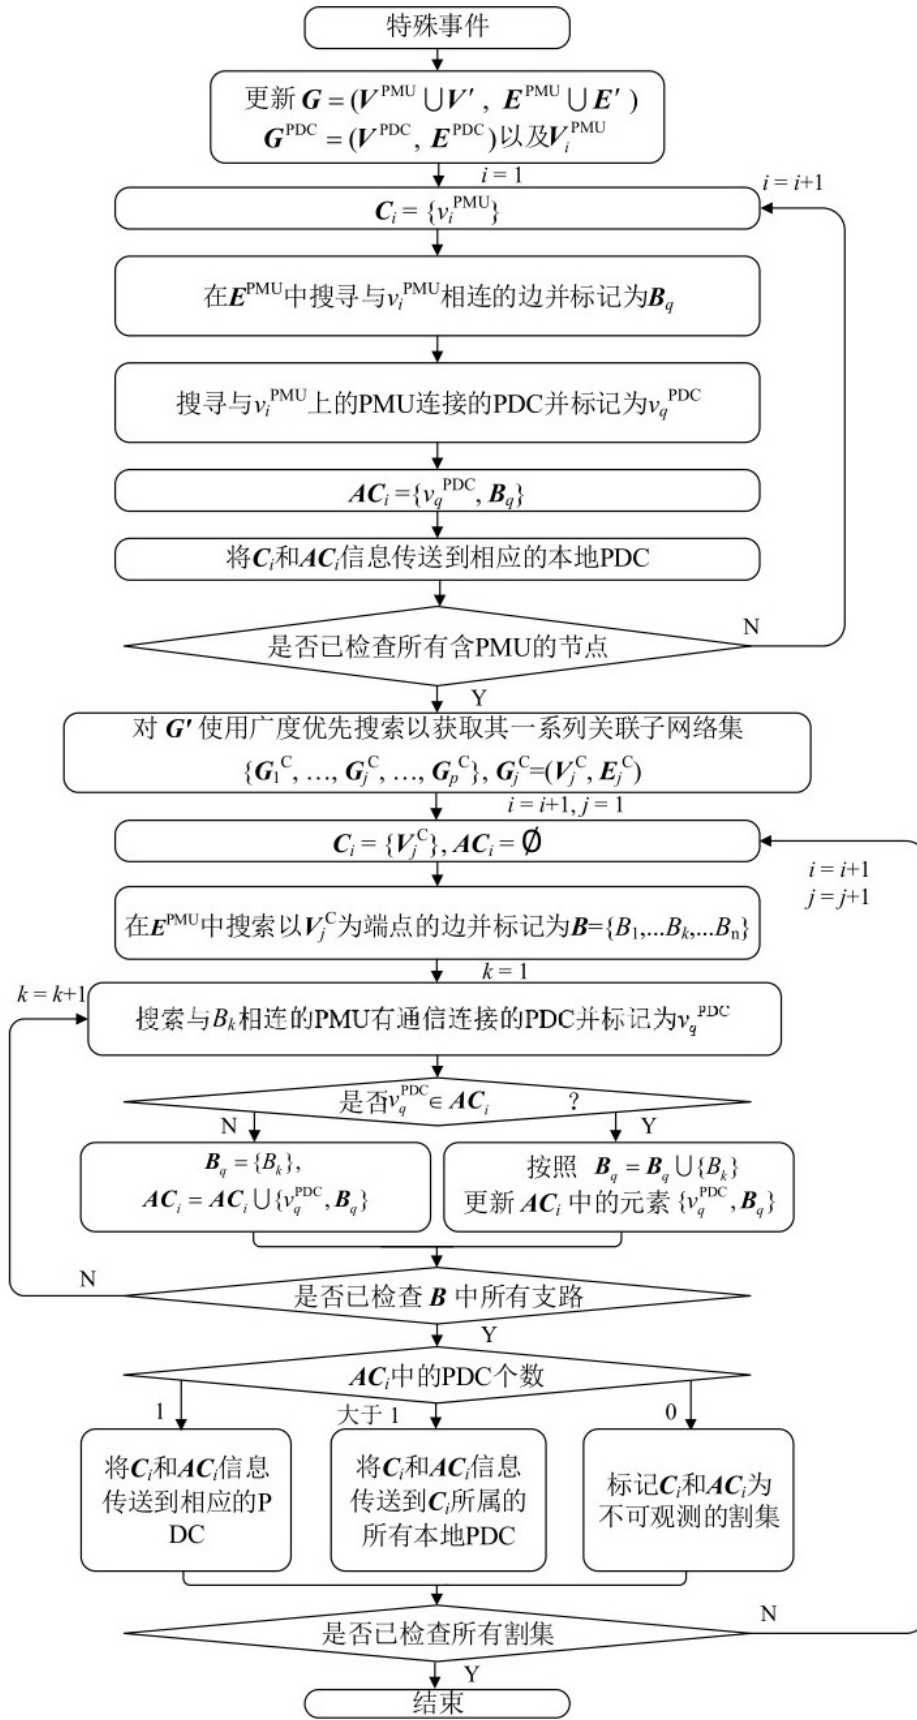 特殊事件
更新 G = (V^PMU ∪ V′, E^PMU ∪ E′ )
G^PDC = (V^PDC, E^PDC)以及V_i^PMU
i = 1
i = i+1
C_i = {v_i^PMU}
在E^PMU中搜寻与v_i^PMU相连的边并标记为B_q
搜寻与v_i^PMU上的PMU连接的PDC并标记为v_q^PDC
AC_i ={v_q^PDC, B_q}
将C_i和AC_i信息传送到相应的本地PDC
是否已检查所有含PMU的节点
N
Y
对 G′ 使用广度优先搜索以获取其一系列关联子网络集
{G_1^C, …, G_j^C, …, G_p^C}, G_j^C=(V_j^C, E_j^C)
i = i+1, j = 1
C_i = {V_j^C}, AC_i = ∅
i = i+1
j = j+1
在E^PMU中搜索以V_j^C为端点的边并标记为B={B_1,...B_k,...B_n}
k = 1
k = k+1
搜索与B_k相连的PMU有通信连接的PDC并标记为v_q^PDC
是否v_q^PDC ∈ AC_i ?
N
Y
B_q = {B_k},
AC_i = AC_i ∪{v_q^PDC, B_q}
按照 B_q = B_q ∪{B_k}
更新 AC_i 中的元素 {v_q^PDC, B_q}
N
是否已检查 B 中所有支路
Y
AC_i中的PDC个数
1
大于 1
0
将C_i和AC_i信息
传送到相应的P
DC
将C_i和AC_i信息
传送到C_i所属的
所有本地PDC
标记C_i和AC_i为
不可观测的割集
是否已检查所有割集
N
Y
结束